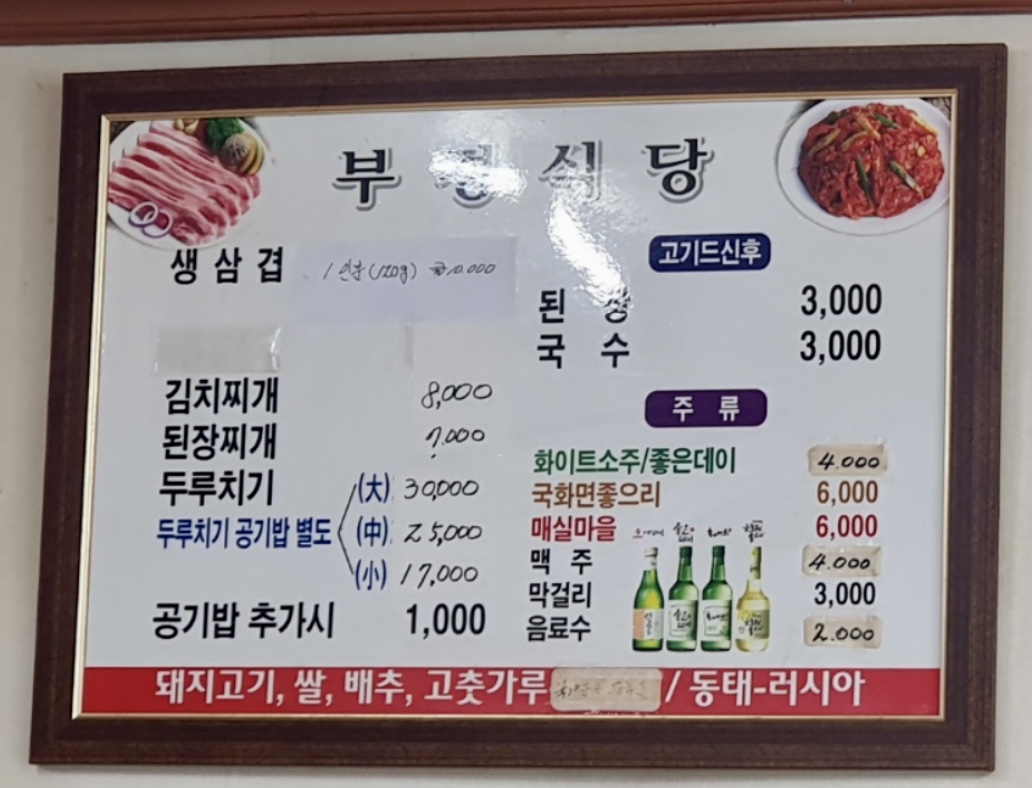 부 식 당
생삼겹 1인분(120g) ₩10.000
김치찌개 8,000
된장찌개 7,000
두루치기 (大) 30,000
두루치기 공기밥 별도 (中) 25,000
(小) 17,000
공기밥 추가시 1,000
고기드신후
된 장 3,000
국 수 3,000
주 류
화이트소주/좋은데이 4.000
국화면좋으리 6,000
매실마을 6,000
맥 주 4.000
막걸리 3,000
음료수 2.000
돼지고기, 쌀, 배추, 고춧가루 / 동태-러시아